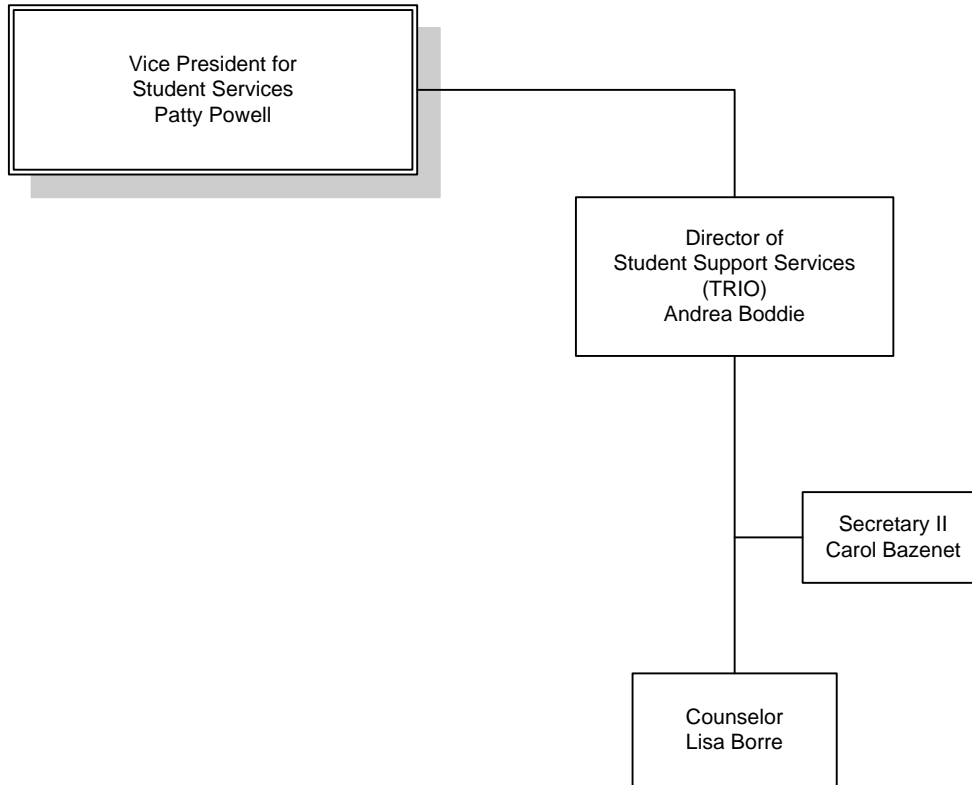 Vice President for
Student Services
Patty Powell
Director of
Student Support Services
(TRIO)
Andrea Boddie
Secretary II
Carol Bazenet
Counselor
Lisa Borre